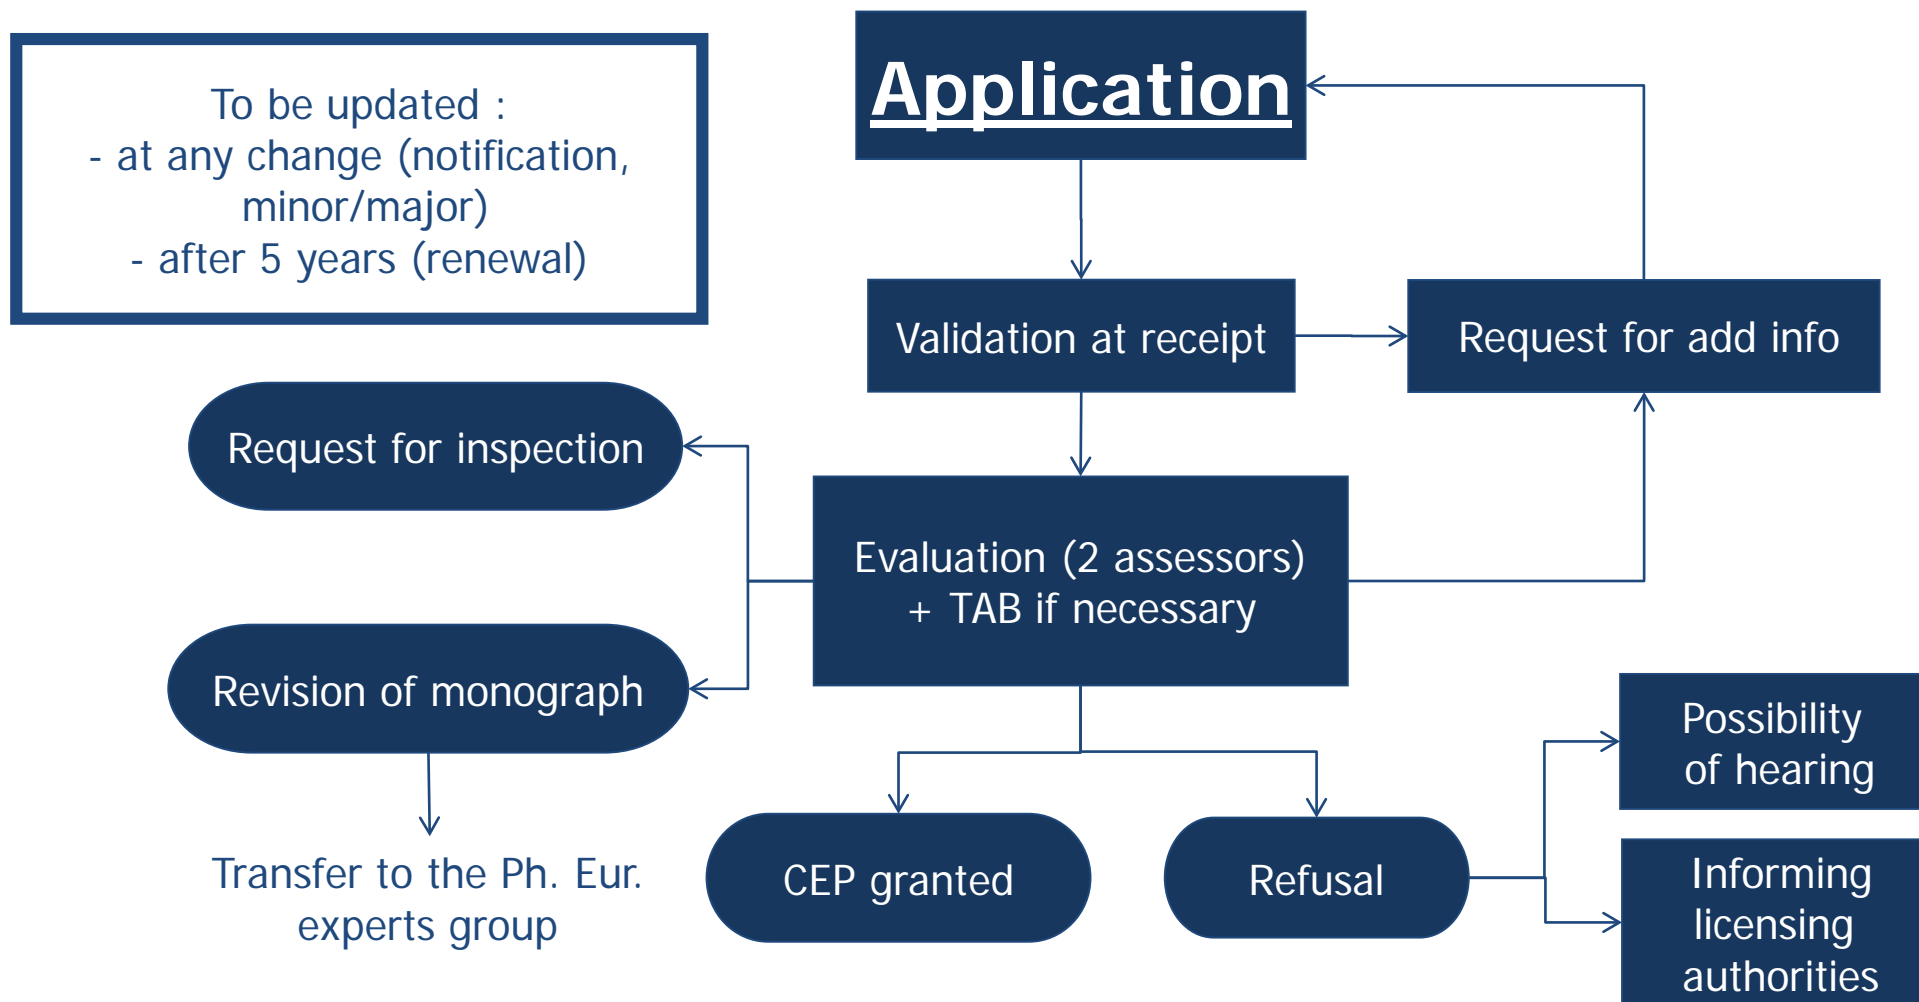 To be updated :
- at any change (notification,
minor/major)
- after 5 years (renewal)
Application
Validation at receipt
Request for add info
Request for inspection
Evaluation (2 assessors)
+ TAB if necessary
Revision of monograph
Transfer to the Ph. Eur.
experts group
CEP granted
Refusal
Possibility
of hearing
Informing
licensing
authorities